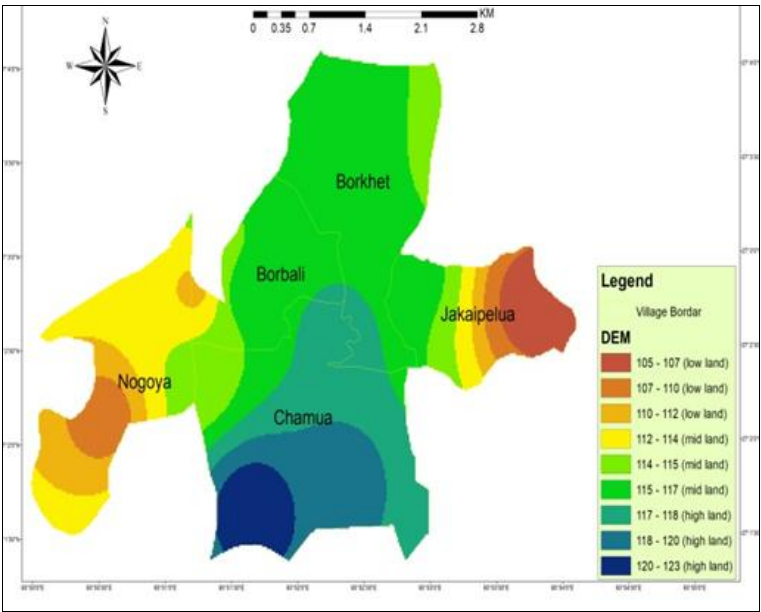 KM
0 0.35 0.7 1.4 2.1 2.8
N
W E
S
Borkhet
Borbali
Jakaipelua
Nogoya
Chamua
Legend
Village Bordar
DEM
105 - 107 (low land)
107 - 110 (low land)
110 - 112 (low land)
112 - 114 (mid land)
114 - 115 (mid land)
115 - 117 (mid land)
117 - 118 (high land)
118 - 120 (high land)
120 - 123 (high land)